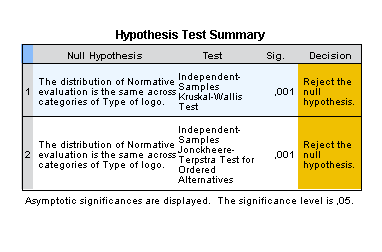 Hypothesis Test Summary
Null Hypothesis Test Sig. Decision
1 The distribution of Normative evaluation is the same across categories of Type of logo. Independent-Samples Kruskal-Wallis Test ,001 Reject the null hypothesis.
2 The distribution of Normative evaluation is the same across categories of Type of logo. Independent-Samples Jonckheere-Terpstra Test for Ordered Alternatives ,001 Reject the null hypothesis.
Asymptotic significances are displayed. The significance level is ,05.